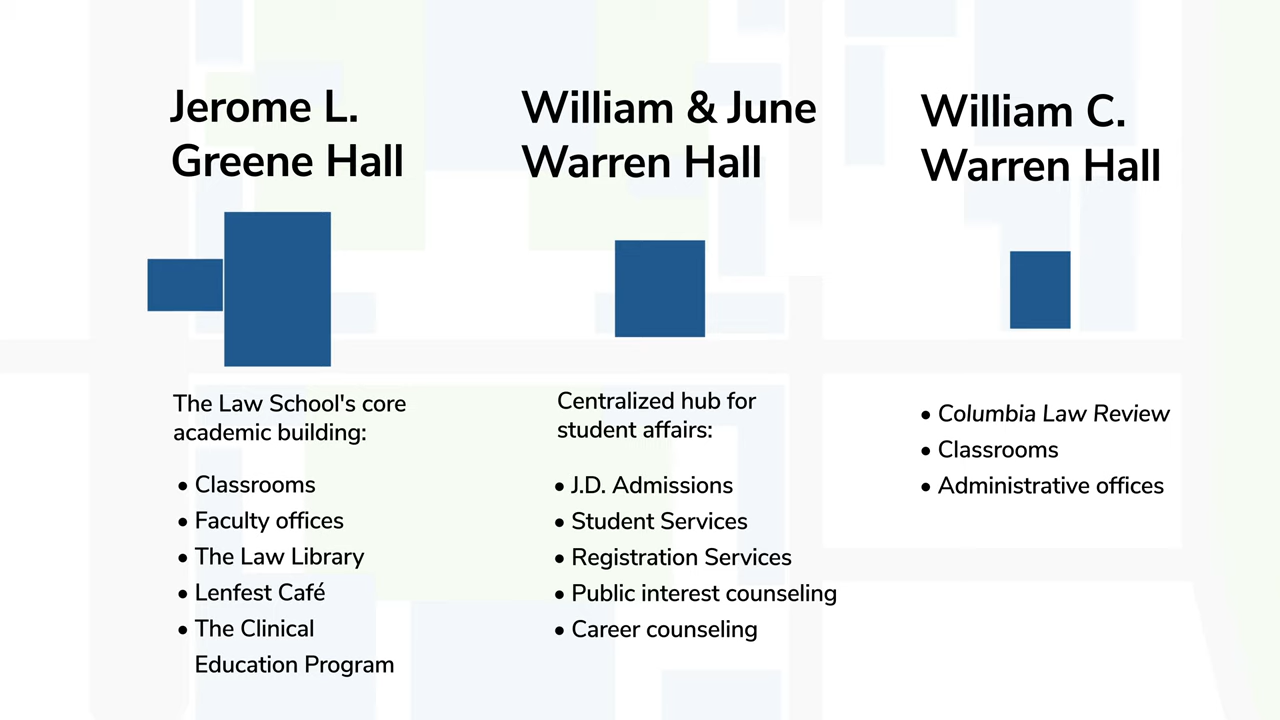 Jerome L.
Greene Hall
The Law School's core
academic building:
• Classrooms
• Faculty offices
• The Law Library
• Lenfest Café
• The Clinical
Education Program
William & June
Warren Hall
Centralized hub for
student affairs:
• J.D. Admissions
• Student Services
• Registration Services
• Public interest counseling
• Career counseling
William C.
Warren Hall
• Columbia Law Review
• Classrooms
• Administrative offices